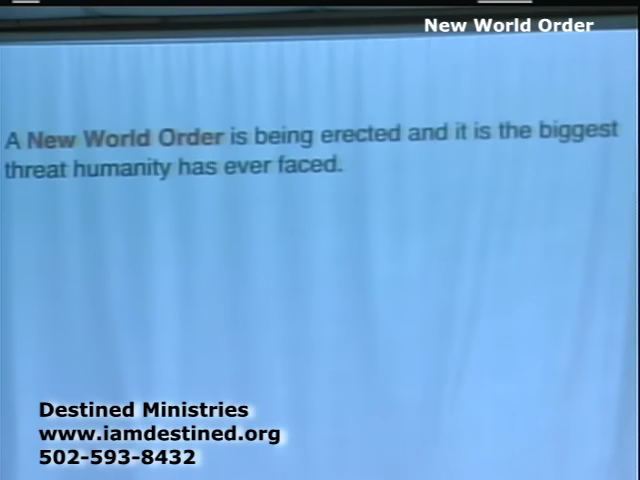 New World Order
A New World Order is being erected and it is the biggest
threat humanity has ever faced.
Destined Ministries
www.iamdestined.org
502-593-8432